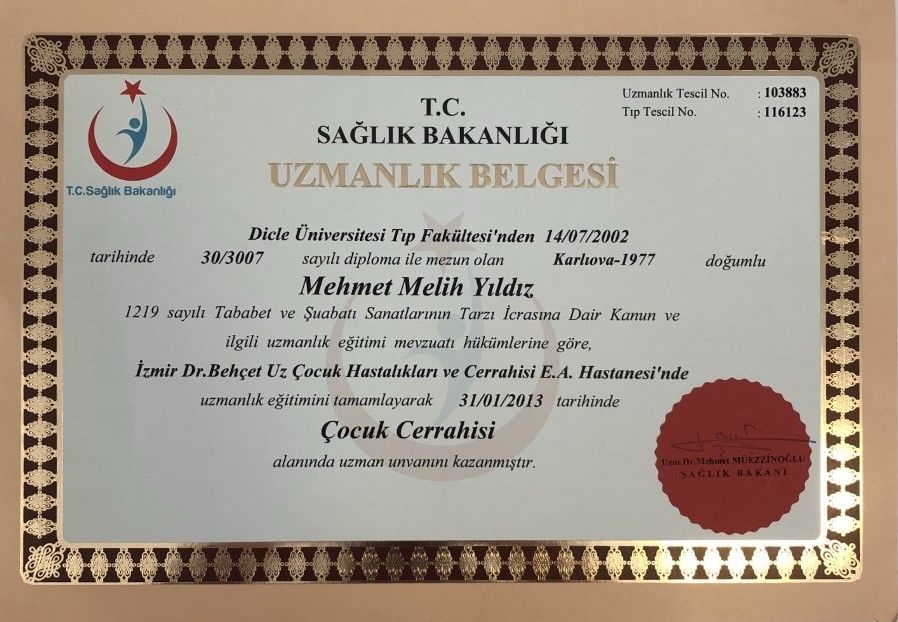 T.C.Sağlık Bakanlığı
Uzmanlık Tescil No. : 103883
Tıp Tescil No. : 116123
T.C.
SAĞLIK BAKANLIĞI
UZMANLIK BELGESİ
Dicle Üniversitesi Tıp Fakültesi'nden 14/07/2002
tarihinde 30/3007 sayılı diploma ile mezun olan Karlıova-1977 doğumlu
Mehmet Melih Yıldız
1219 sayılı Tababet ve Şuabatı Sanatlarının Tarzı İcrasına Dair Kanun ve
ilgili uzmanlık eğitimi mevzuatı hükümlerine göre,
İzmir Dr.Behçet Uz Çocuk Hastalıkları ve Cerrahisi E.A. Hastanesi'nde
uzmanlık eğitimini tamamlayarak 31/01/2013 tarihinde
Çocuk Cerrahisi
alanında uzman unvanını kazanmıştır.
Uzm.Dr.Mehmet MÜEZZİNOĞLU
SAĞLIK BAKANI